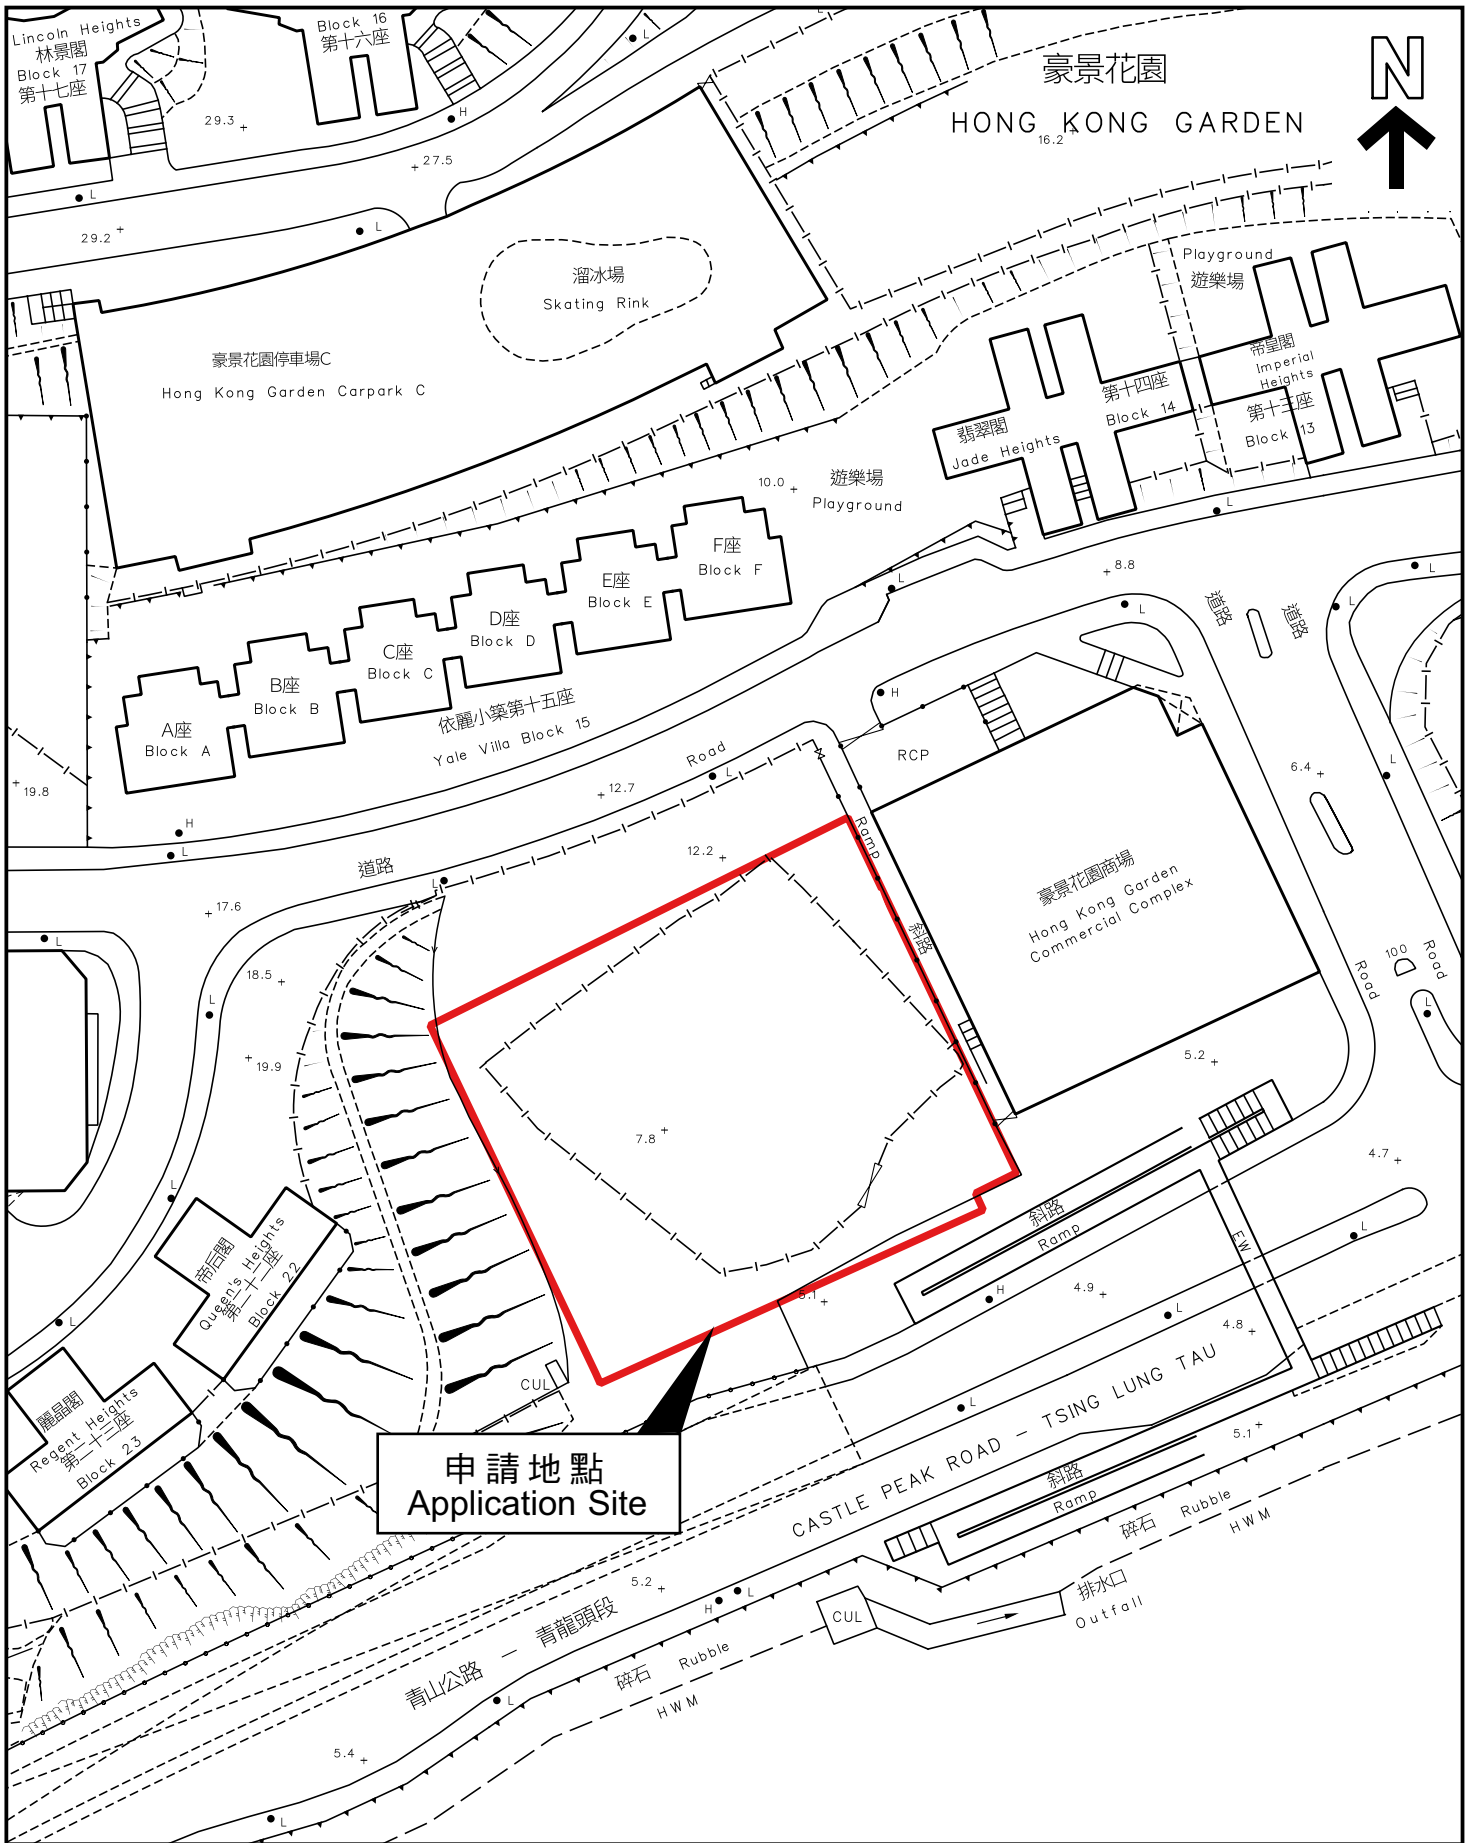 Lincoln Heights
林景閣
Block 17
第十七座
Block 16
第十六座
豪景花園
HONG KONG GARDEN
N
29.3
H
L
27.5
16.2
L
29.2
L
溜冰場
Skating Rink
Playground
遊樂場
豪景花園停車場C
Hong Kong Garden Carpark C
帝皇閣
Imperial
Heights
第十三座
Block 13
第十四座
Block 14
翡翠閣
Jade Heights
10.0
遊樂場
Playground
L
F座
Block F
E座
Block E
D座
Block D
C座
Block C
B座
Block B
A座
Block A
依麗小築第十五座
Yale Villa Block 15
8.8
L
L
L
L
道路
道路
H
RCP
Road
L
6.4
L
19.8
12.7
H
L
道路
L
12.2
Ramp
斜路
豪景花園商場
Hong Kong Garden
Commercial Complex
17.6
L
18.5
L
19.9
100
Road
Road
L
5.2
7.8
4.7
L
帝后閣
Queen's Heights
第二十二座
Block 22
斜路
Ramp
EW
L
H
4.9
L
4.8
5.1
L
麗晶閣
Regent Heights
第二十三座
Block 23
CUL
L
申請地點
Application Site
CASTLE PEAK ROAD – TSING LUNG TAU
5.1
斜路
Ramp
碎石 Rubble
HWM
5.2
L
H
CUL
排水口
Outfall
青山公路 – 青龍頭段
碎石 Rubble
HWM
L
5.4
L